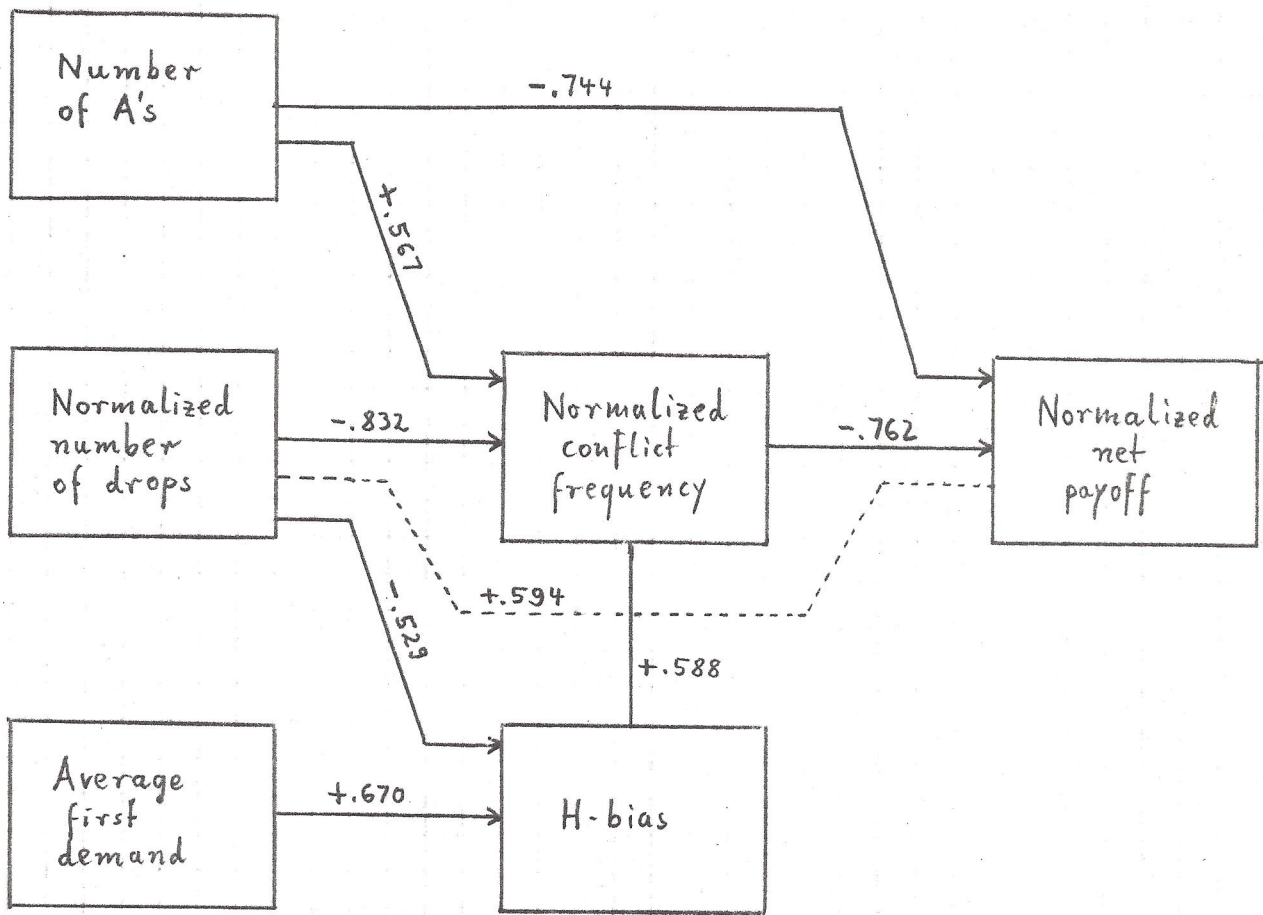 Number
of A's
-.744
+.567
Normalized
number
of drops
-.832
Normalized
conflict
frequency
-.762
Normalized
net
payoff
+.594
-.529
+.588
Average
first
demand
+.670
H-bias